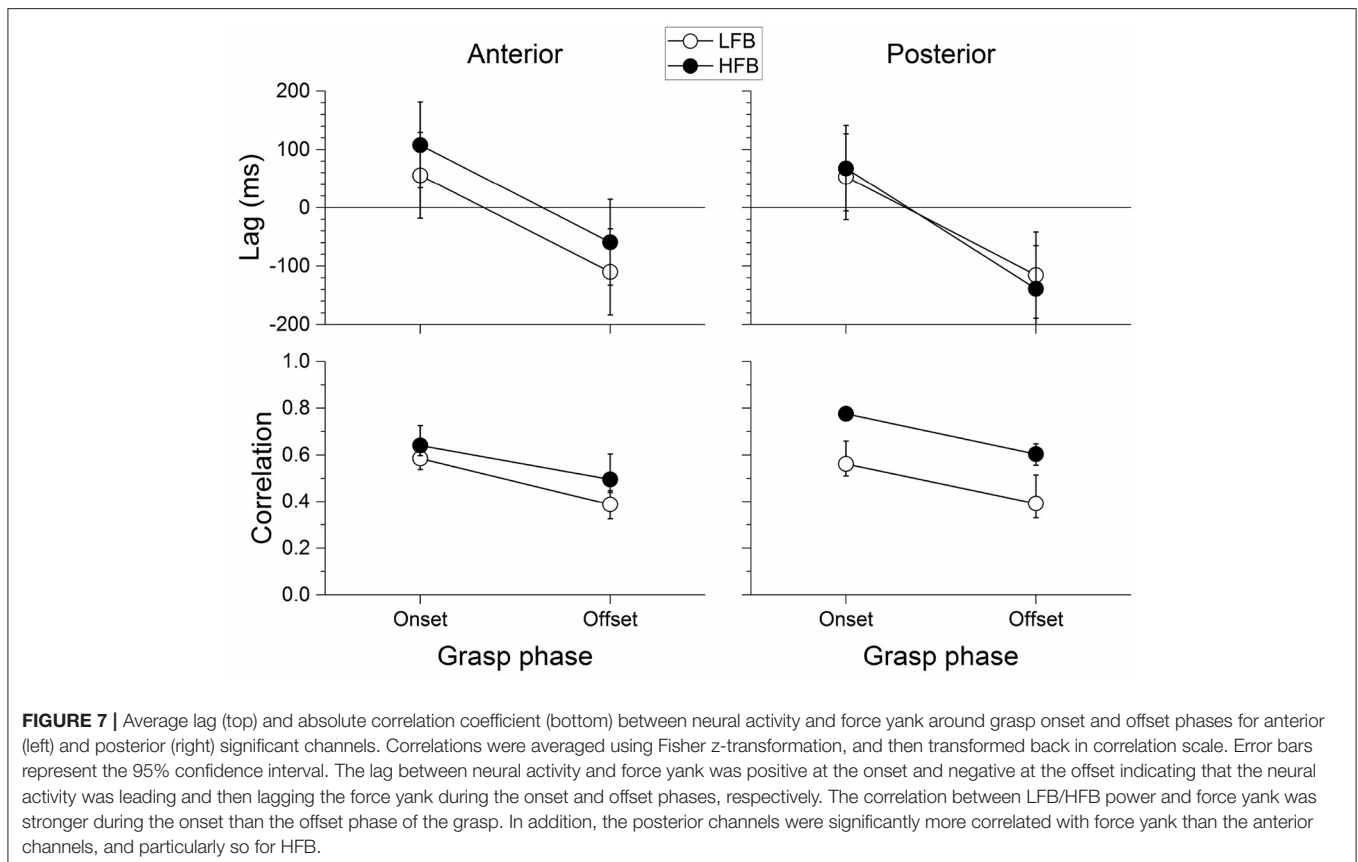 Anterior
LFB
HFB
Posterior
200
100
0
-100
-200
Lag (ms)
1.0
0.8
0.6
0.4
0.2
0.0
Correlation
Onset
Offset
Onset
Offset
Grasp phase
Grasp phase
FIGURE 7 | Average lag (top) and absolute correlation coefficient (bottom) between neural activity and force yank around grasp onset and offset phases for anterior
(left) and posterior (right) significant channels. Correlations were averaged using Fisher z-transformation, and then transformed back in correlation scale. Error bars
represent the 95% confidence interval. The lag between neural activity and force yank was positive at the onset and negative at the offset indicating that the neural
activity was leading and then lagging the force yank during the onset and offset phases, respectively. The correlation between LFB/HFB power and force yank was
stronger during the onset than the offset phase of the grasp. In addition, the posterior channels were significantly more correlated with force yank than the anterior
channels, and particularly so for HFB.